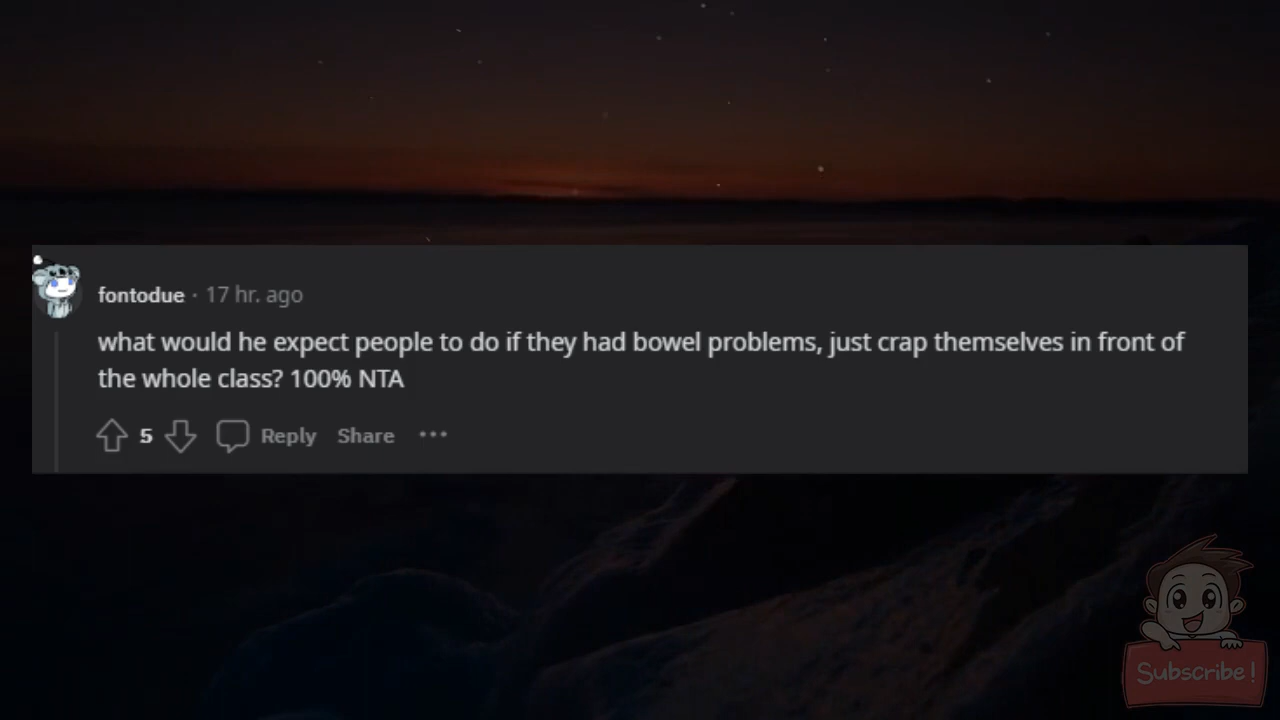 fontodue · 17 hr. ago
what would he expect people to do if they had bowel problems, just crap themselves in front of
the whole class? 100% NTA
5 Reply Share ···
Subscribe!